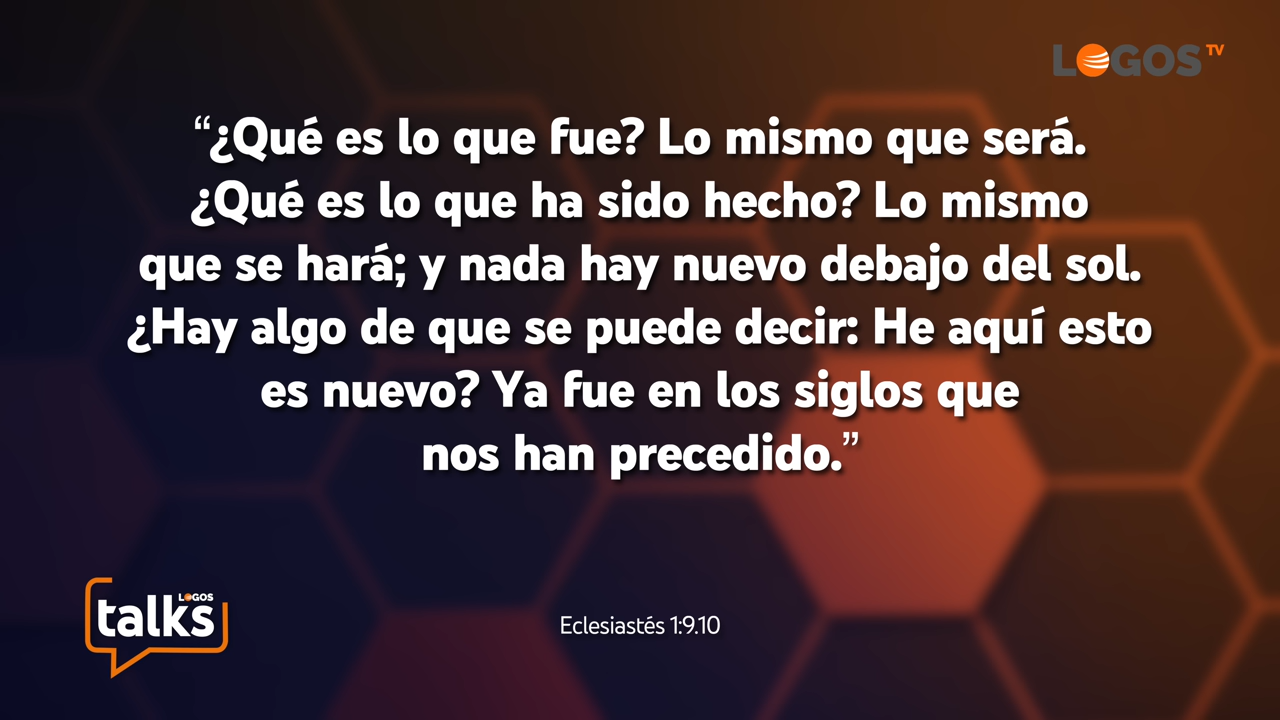 LOGOS TV
“¿Qué es lo que fue? Lo mismo que será.
¿Qué es lo que ha sido hecho? Lo mismo
que se hará; y nada hay nuevo debajo del sol.
¿Hay algo de que se puede decir: He aquí esto
es nuevo? Ya fue en los siglos que
nos han precedido.”
LOGOS
talks
Eclesiastés 1:9.10